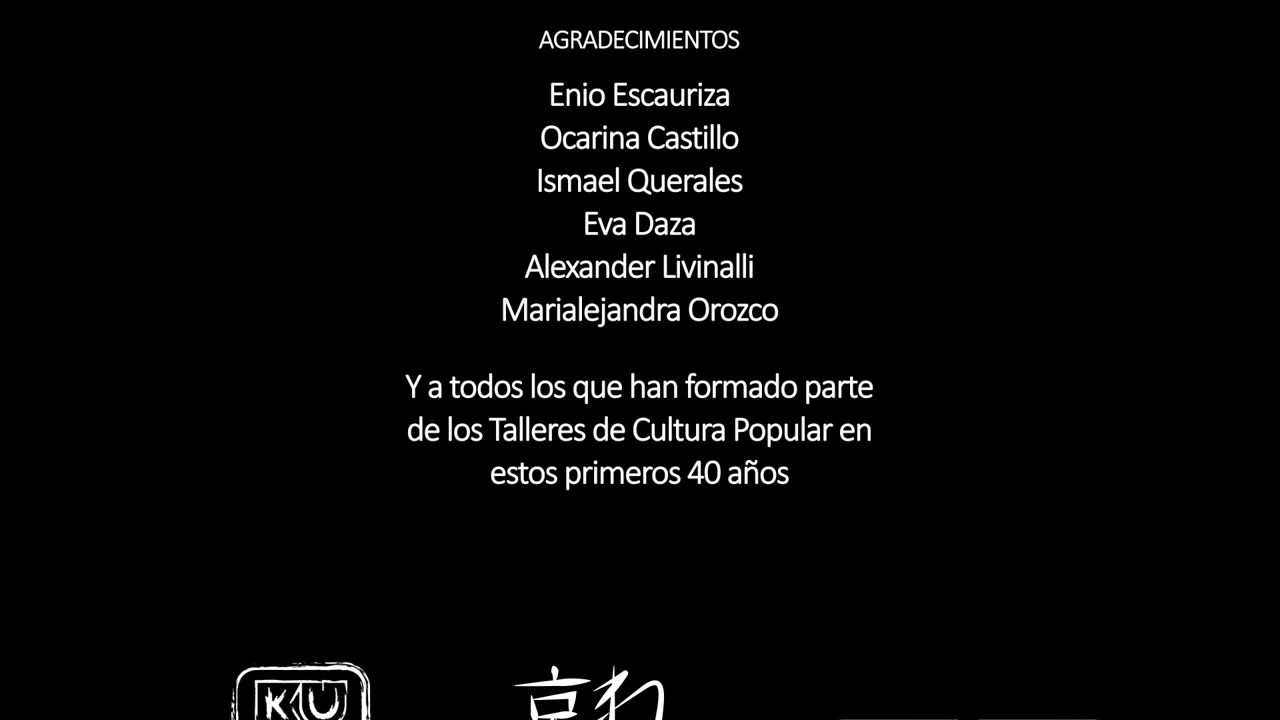 AGRADECIMIENTOS
Enio Escauriza
Ocarina Castillo
Ismael Querales
Eva Daza
Alexander Livinalli
Marialejandra Orozco
Y a todos los que han formado parte
de los Talleres de Cultura Popular en
estos primeros 40 años
KU